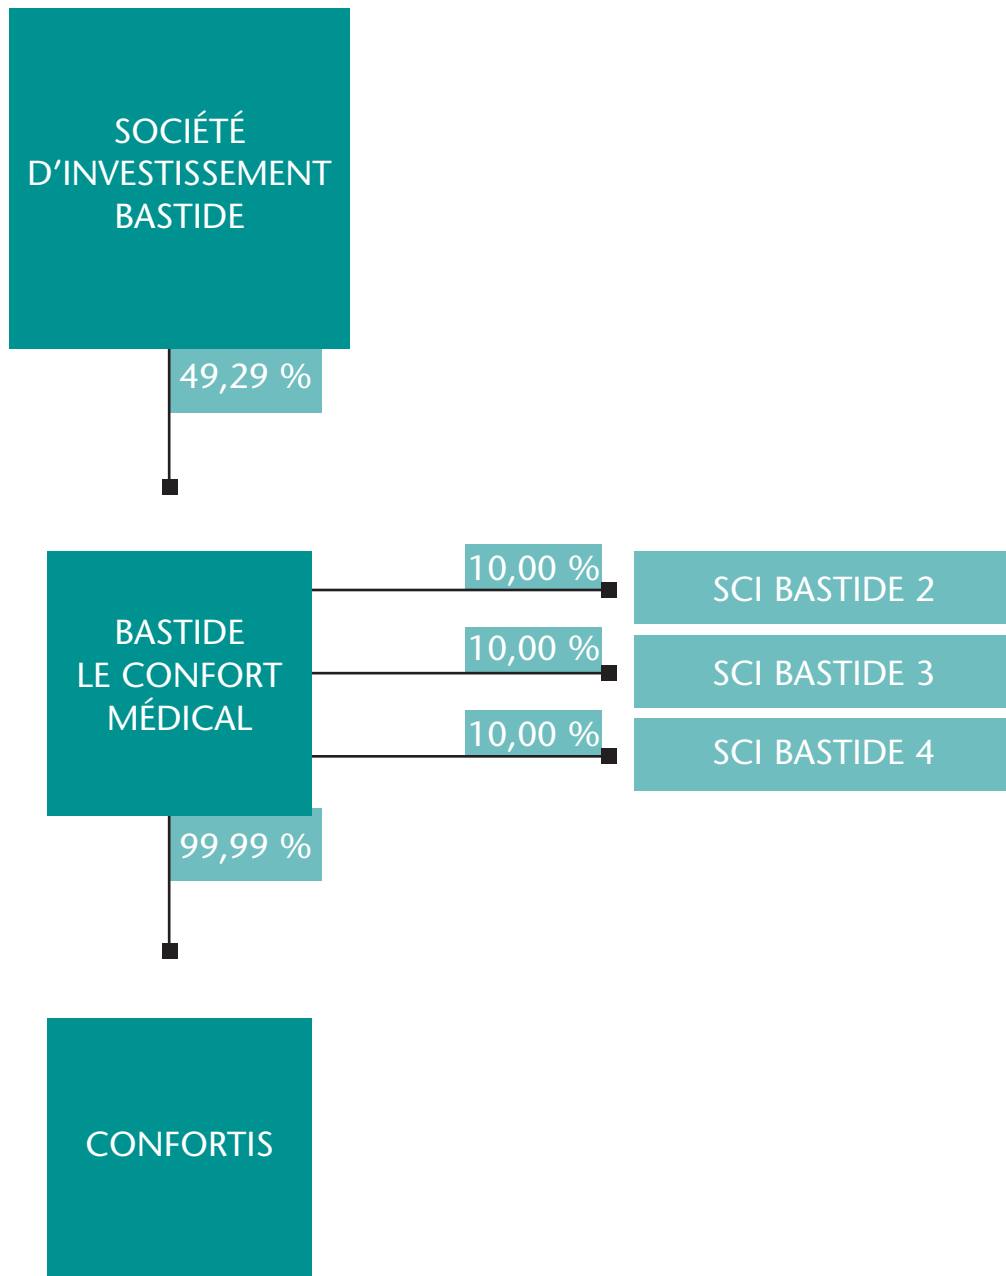 SOCIÉTÉ
D’INVESTISSEMENT
BASTIDE
49,29 %
BASTIDE
LE CONFORT
MÉDICAL
10,00 %
SCI BASTIDE 2
10,00 %
SCI BASTIDE 3
10,00 %
SCI BASTIDE 4
99,99 %
CONFORTIS